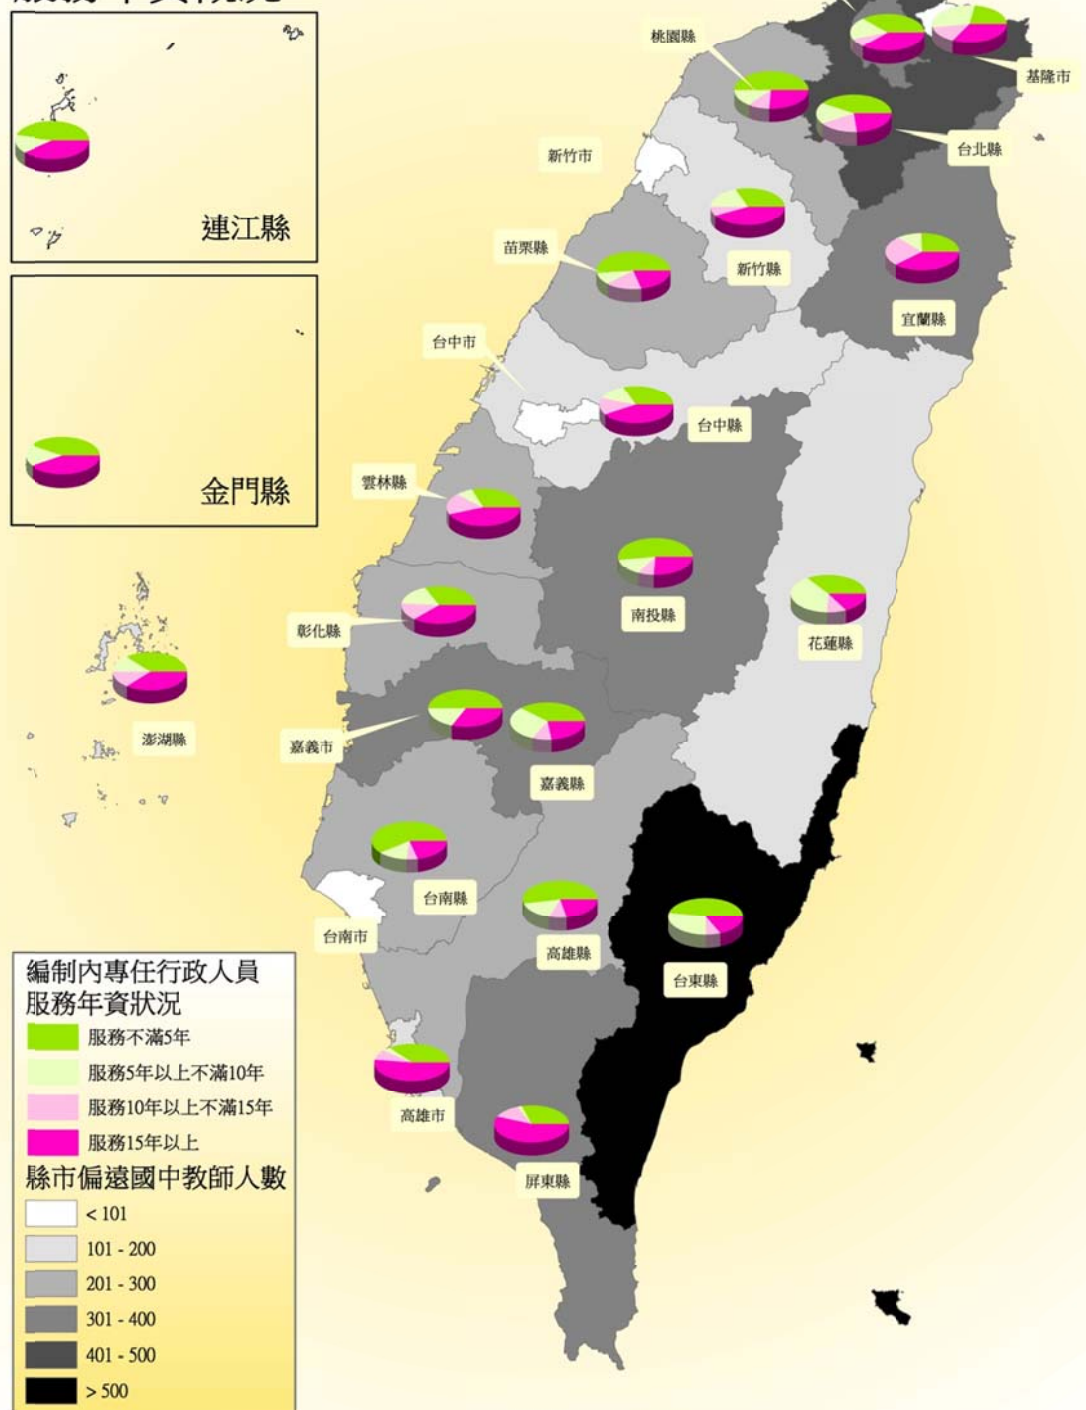 連江縣
金門縣
桃園縣
基隆市
台北縣
新竹市
新竹縣
苗栗縣
宜蘭縣
台中市
台中縣
雲林縣
南投縣
花蓮縣
彰化縣
澎湖縣
嘉義市
嘉義縣
台南縣
台南市
高雄縣
台東縣
高雄市
屏東縣
編制內專任行政人員
服務年資狀況
服務不滿5年
服務5年以上不滿10年
服務10年以上不滿15年
服務15年以上
縣市偏遠國中教師人數
< 101
101 - 200
201 - 300
301 - 400
401 - 500
> 500